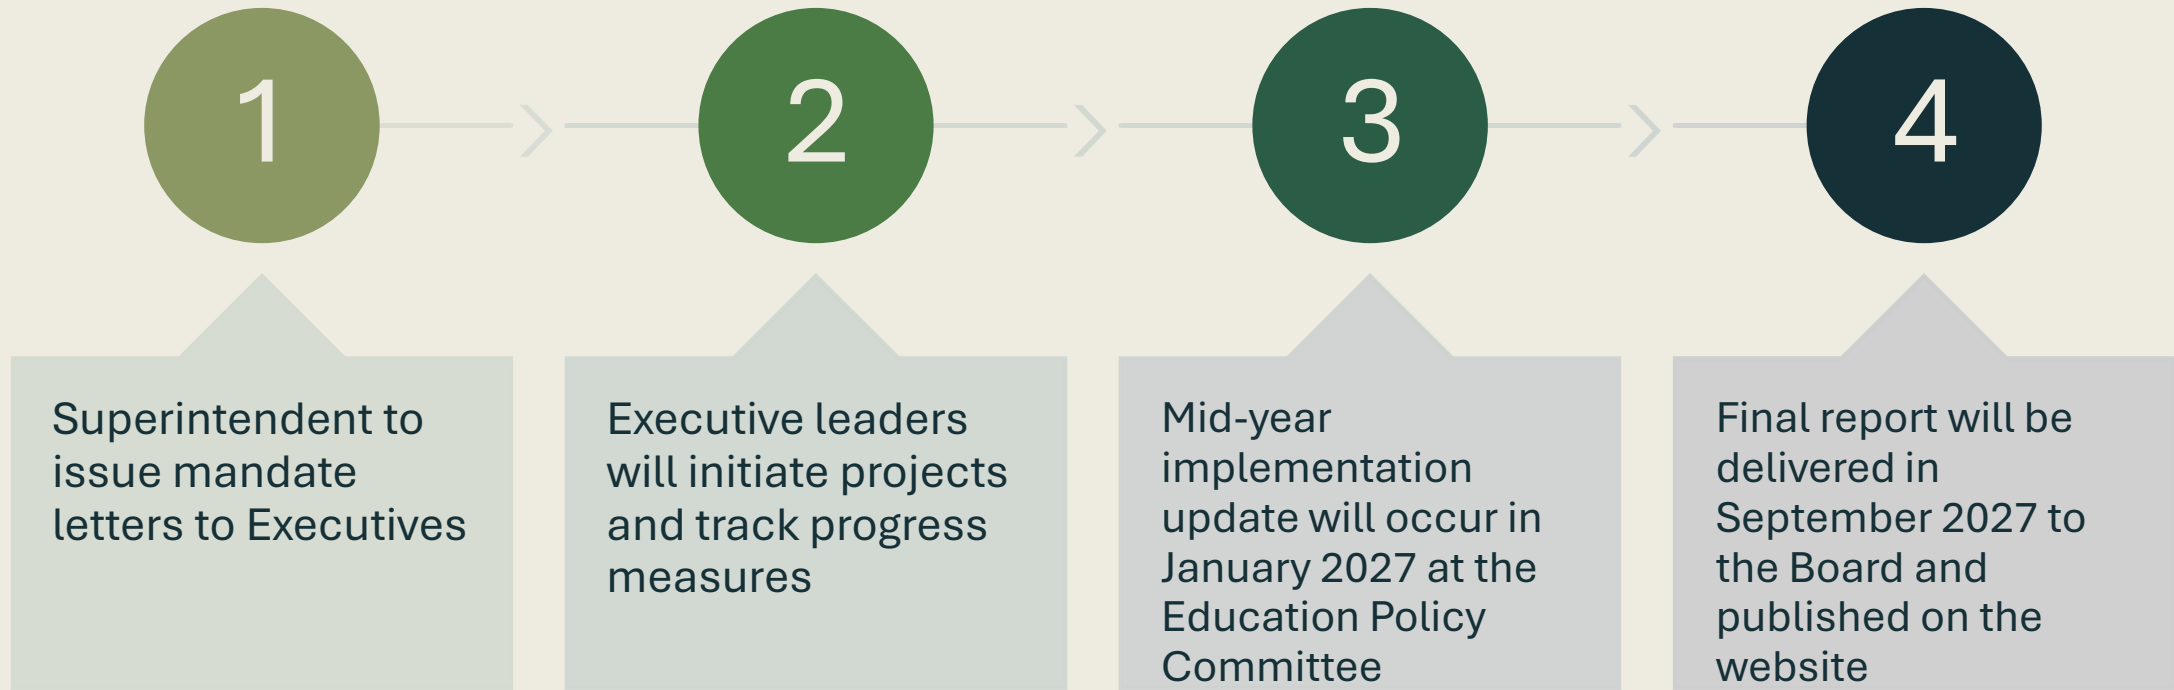 1
2
3
4
Superintendent to
issue mandate
letters to Executives
Executive leaders
will initiate projects
and track progress
measures
Mid-year
implementation
update will occur in
January 2027 at the
Education Policy
Committee
Final report will be
delivered in
September 2027 to
the Board and
published on the
website